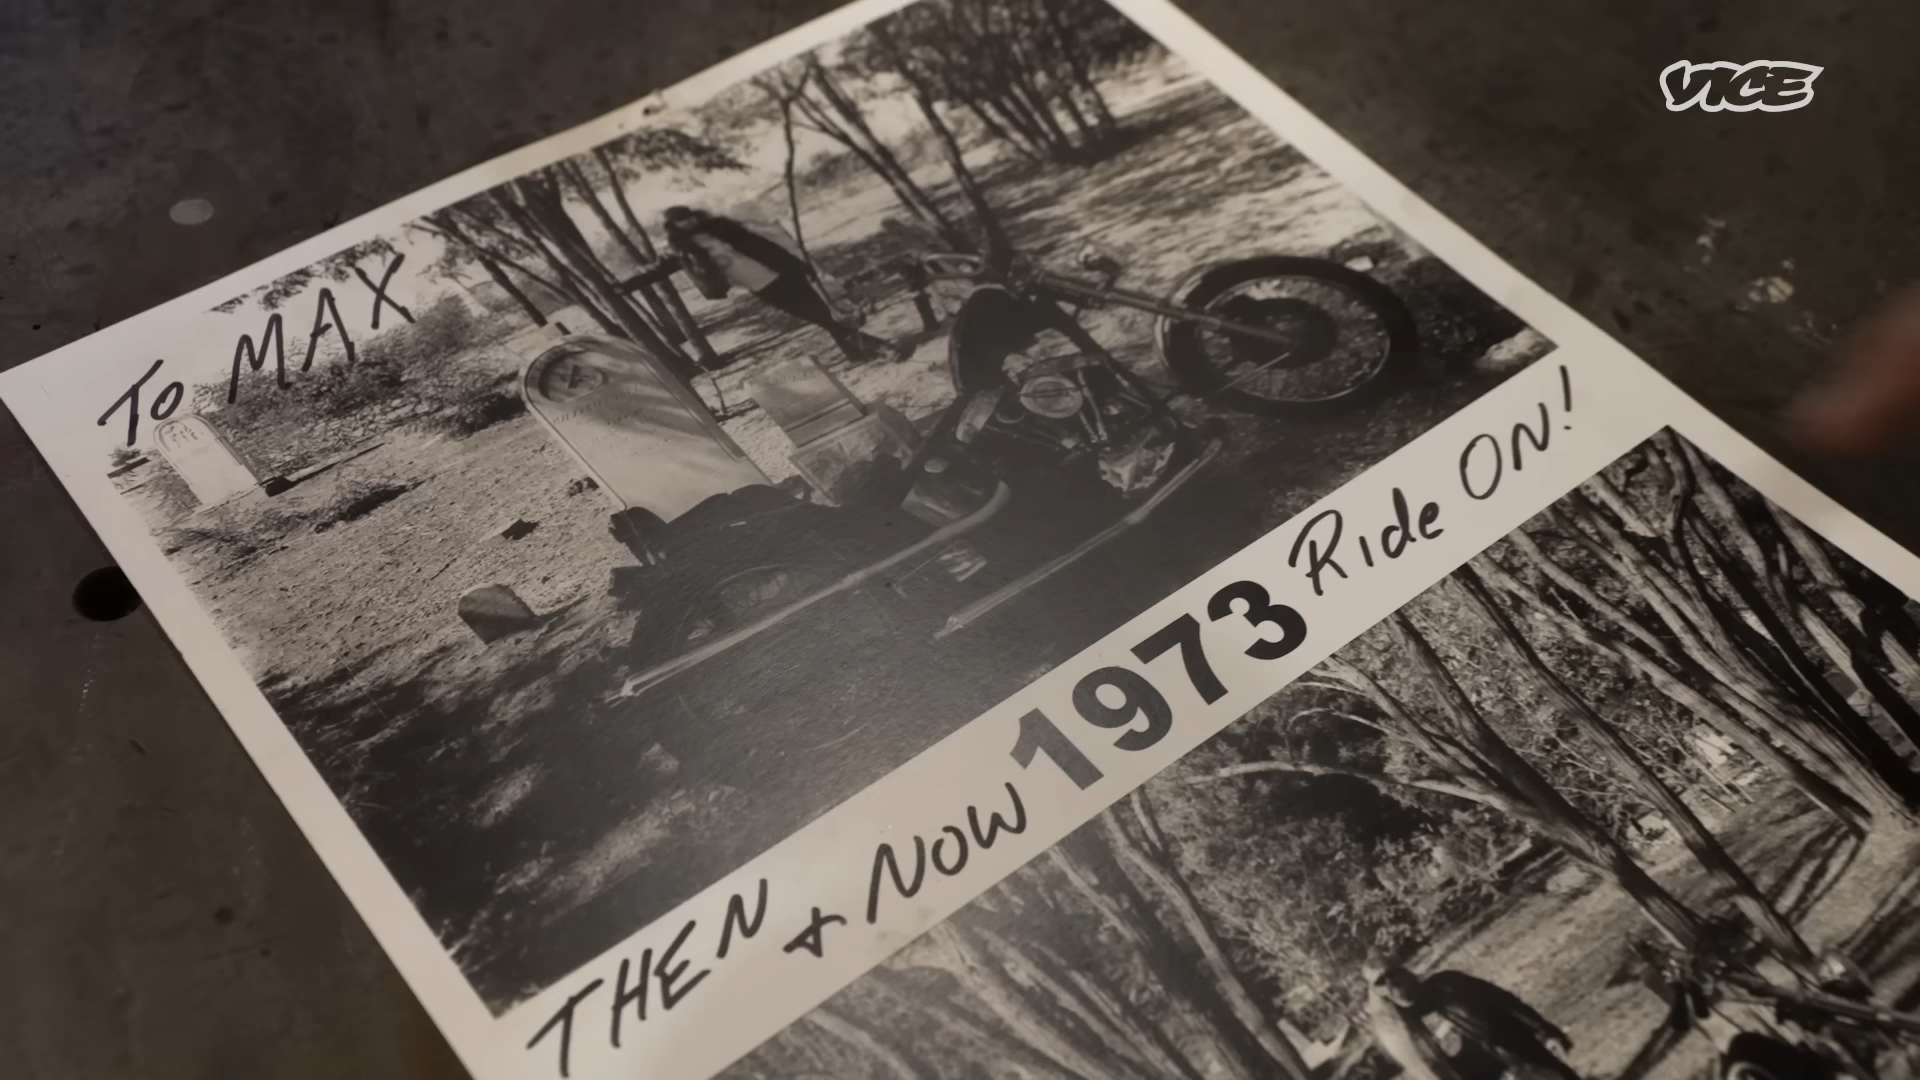 VICE
To MAX
THEN + NOW 1973 Ride ON!